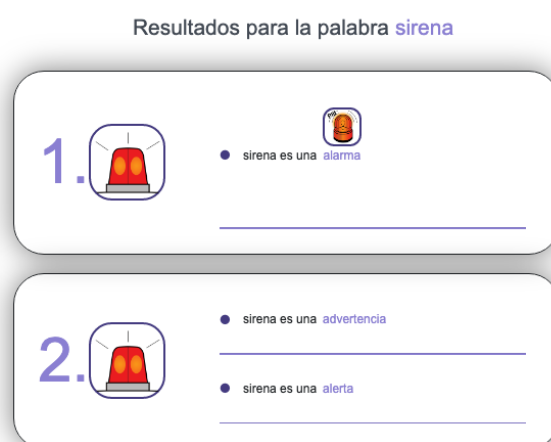 Resultados para la palabra sirena
1.
sirena es una alarma
2.
sirena es una advertencia
sirena es una alerta